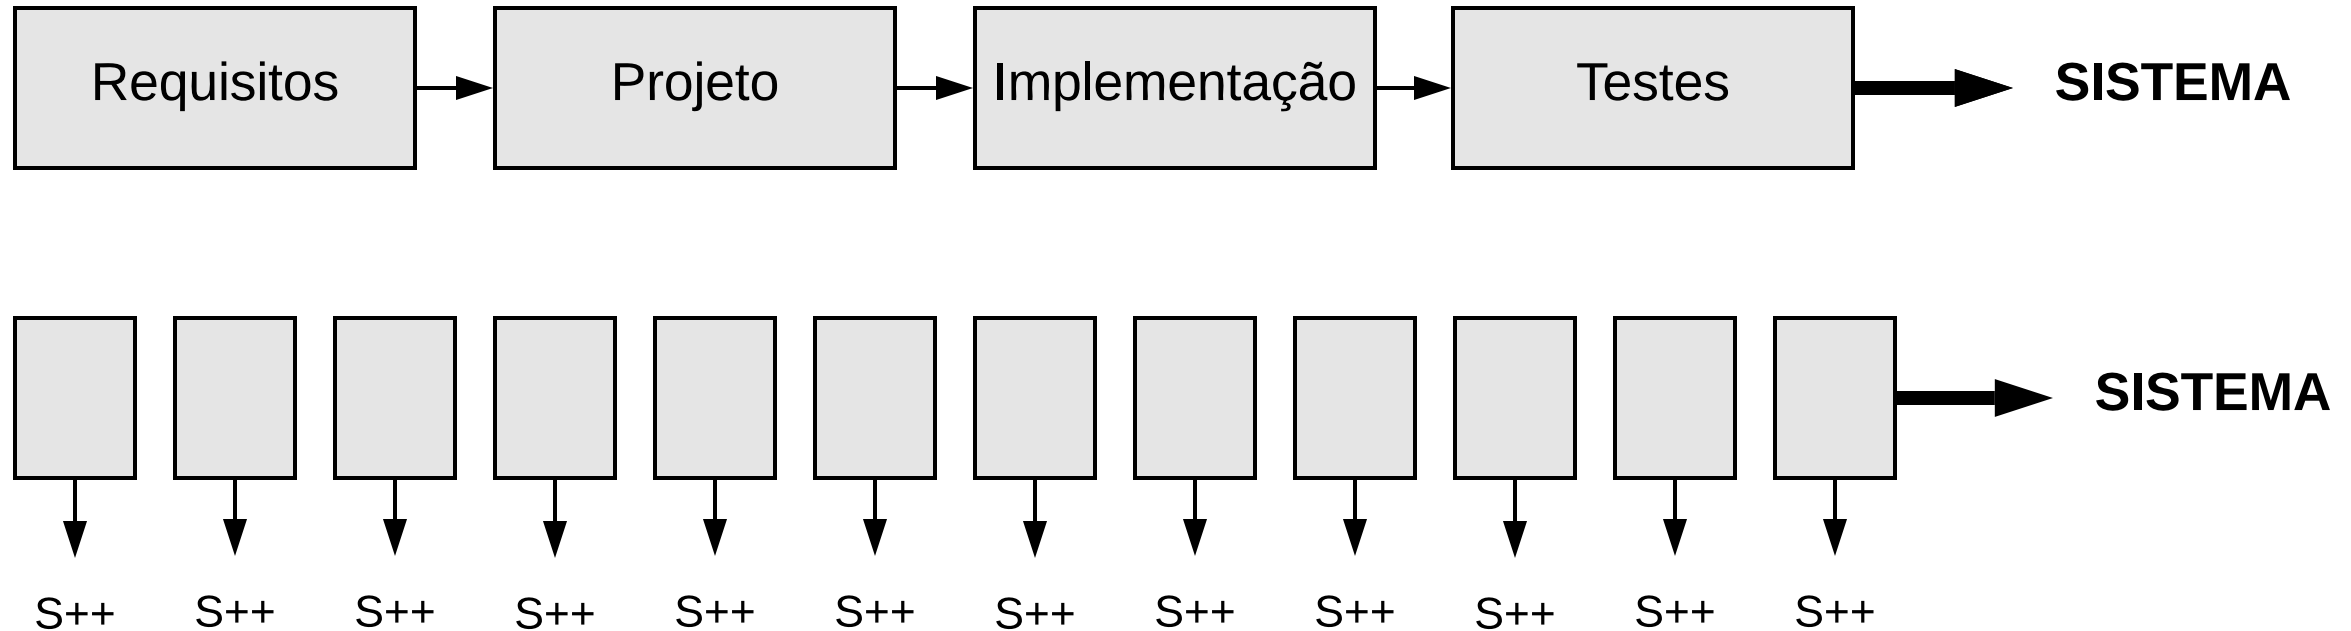 Requisitos Projeto Implementação Testes SISTEMA
SISTEMA
S++ S++ S++ S++ S++ S++ S++ S++ S++ S++ S++ S++